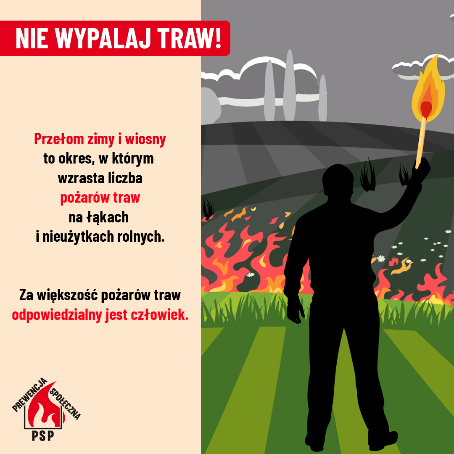 NIE WYPALAJ TRAW!
Przełom zimy i wiosny
to okres, w którym
wzrasta liczba
pożarów traw
na łąkach
i nieużytkach rolnych.
Za większość pożarów traw
odpowiedzialny jest człowiek.
PREWENCJA SPOŁECZNA
PSP